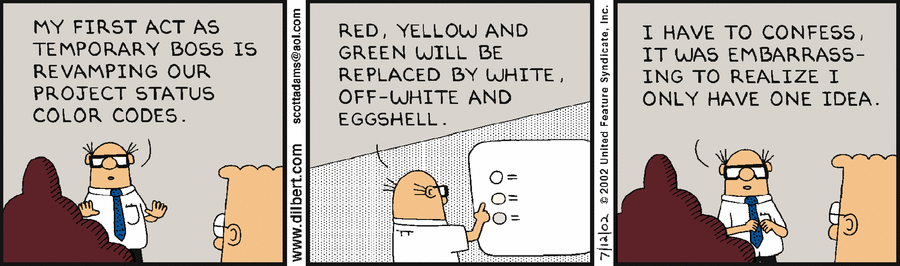 MY FIRST ACT AS
TEMPORARY BOSS IS
REVAMPING OUR
PROJECT STATUS
COLOR CODES.
www.dilbert.com scottadams@aol.com
RED, YELLOW AND
GREEN WILL BE
REPLACED BY WHITE,
OFF-WHITE AND
EGGSHELL.
=
=
=
7/12/02 © 2002 United Feature Syndicate, Inc.
I HAVE TO CONFESS,
IT WAS EMBARRASS-
ING TO REALIZE I
ONLY HAVE ONE IDEA.